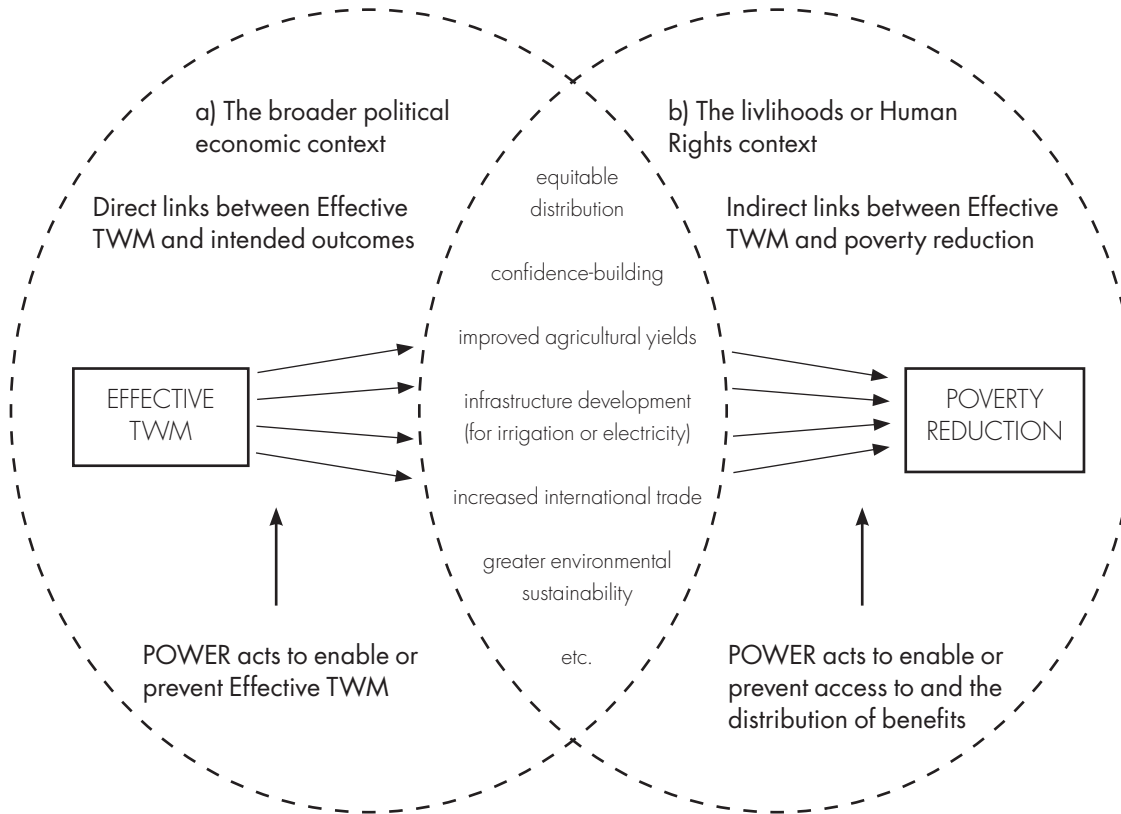 a) The broader political
economic context
Direct links between Effective
TWM and intended outcomes
EFFECTIVE
TWM
POWER acts to enable or
prevent Effective TWM
equitable
distribution
confidence-building
improved agricultural yields
infrastructure development
(for irrigation or electricity)
increased international trade
greater environmental
sustainability
etc.
b) The livlihoods or Human
Rights context
Indirect links between Effective
TWM and poverty reduction
POVERTY
REDUCTION
POWER acts to enable or
prevent access to and the
distribution of benefits